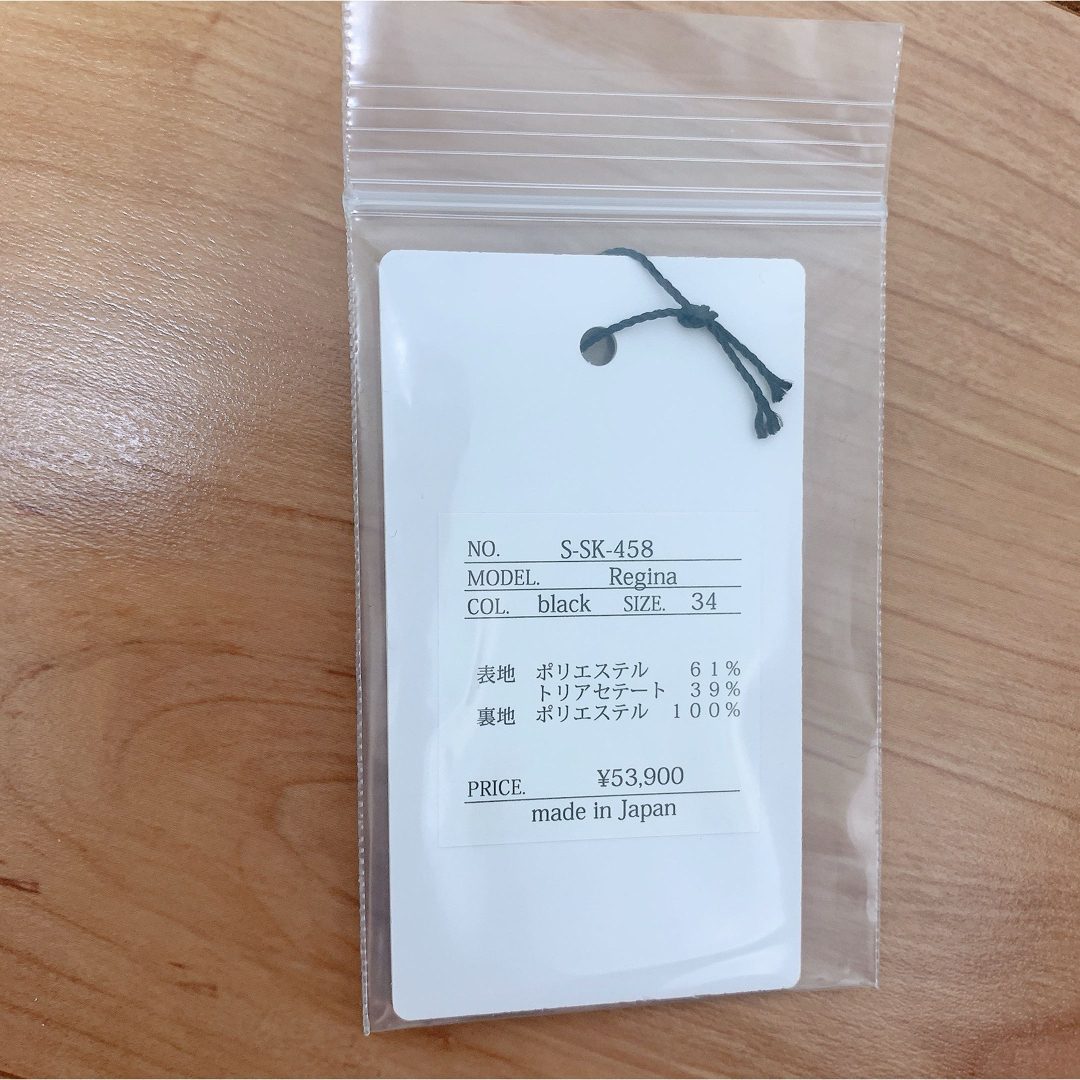 NO. S-SK-458
MODEL. Regina
COL. black SIZE. 34
表地 ポリエステル 61%
トリアセテート 39%
裏地 ポリエステル 100%
PRICE. ¥53,900
made in Japan